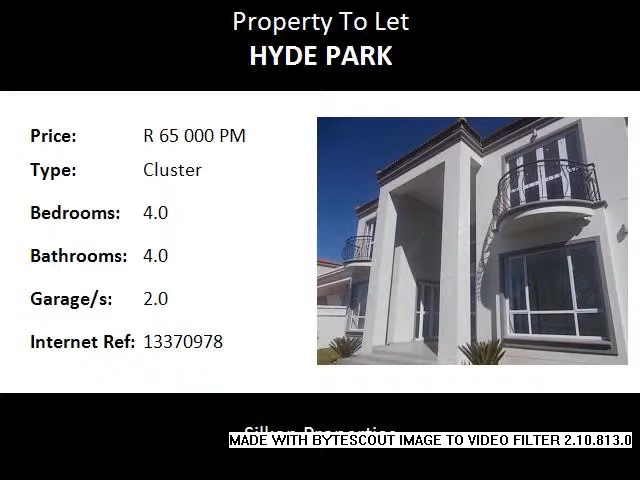 Property To Let
HYDE PARK
Price: R 65 000 PM
Type: Cluster
Bedrooms: 4.0
Bathrooms: 4.0
Garage/s: 2.0
Internet Ref: 13370978
MADE WITH BYTESCOUT IMAGE TO VIDEO FILTER 2.10.813.0